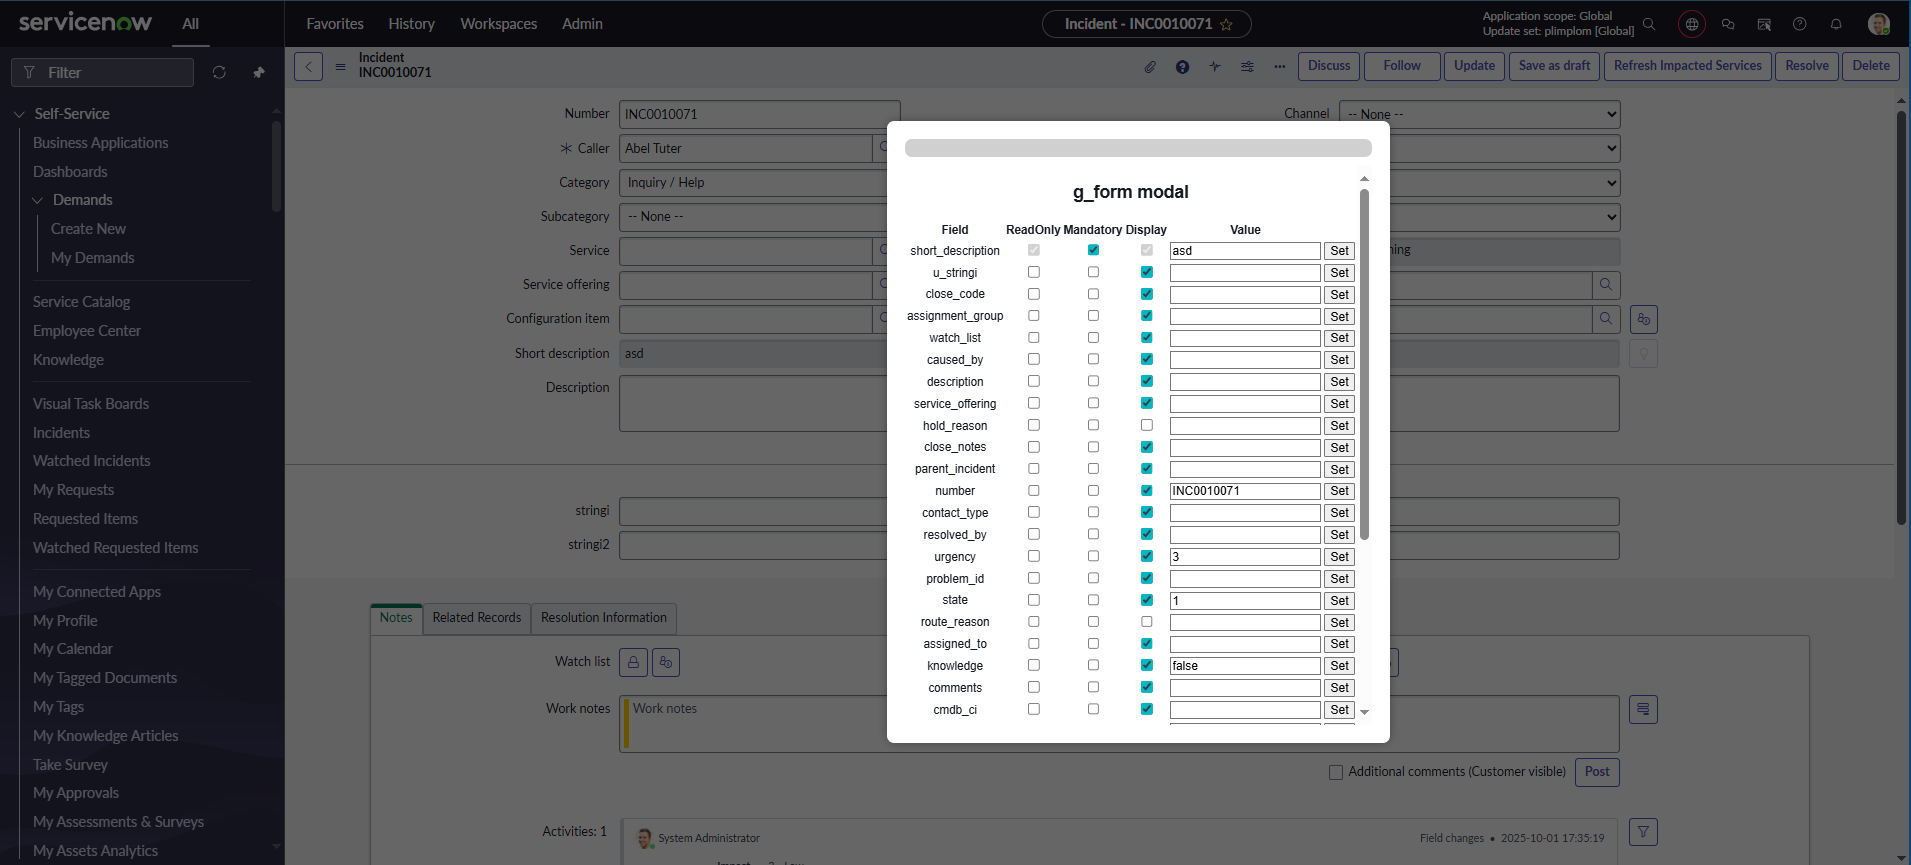 servicenow
All
Favorites
History
Workspaces
Admin
Incident - INC0010071
Application scope: Global
Update set: plimplom [Global]
Filter
Incident
INC0010071
Discuss
Follow
Update
Save as draft
Refresh Impacted Services
Resolve
Delete
Self-Service
Business Applications
Dashboards
Demands
Create New
My Demands
Service Catalog
Employee Center
Knowledge
Visual Task Boards
Incidents
Watched Incidents
My Requests
Requested Items
Watched Requested Items
My Connected Apps
My Profile
My Calendar
My Tagged Documents
My Tags
My Knowledge Articles
Take Survey
My Approvals
My Assessments & Surveys
My Assets Analytics
Number INC0010071
Channel -- None --
Caller Abel Tuter
Category Inquiry / Help
Subcategory -- None --
Service
Service offering
Configuration item
Short description asd
Description
stringi
stringi2
g_form modal
Field ReadOnly Mandatory Display Value
short_description asd Set
u_stringi Set
close_code Set
assignment_group Set
watch_list Set
caused_by Set
description Set
service_offering Set
hold_reason Set
close_notes Set
parent_incident Set
number INC0010071 Set
contact_type Set
resolved_by Set
urgency 3 Set
problem_id Set
state 1 Set
route_reason Set
assigned_to Set
knowledge false Set
comments Set
cmdb_ci Set
Notes
Related Records
Resolution Information
Watch list
Work notes Work notes
Additional comments (Customer visible) Post
Activities: 1
System Administrator
Field changes • 2025-10-01 17:35:19